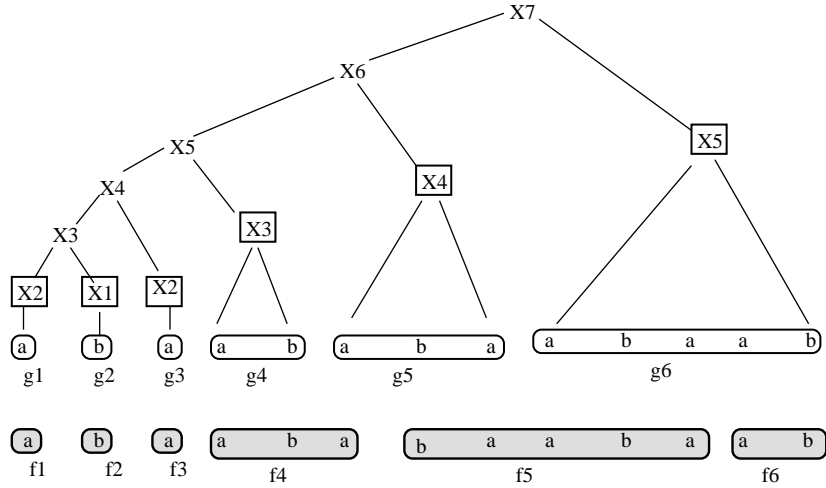 X7
X6
X5 X5
X4 X4
X3 X3
X2 X1 X2
a b a a b a b a a b a a b
g1 g2 g3 g4 g5 g6
a b a a b a b a a b a a b
f1 f2 f3 f4 f5 f6